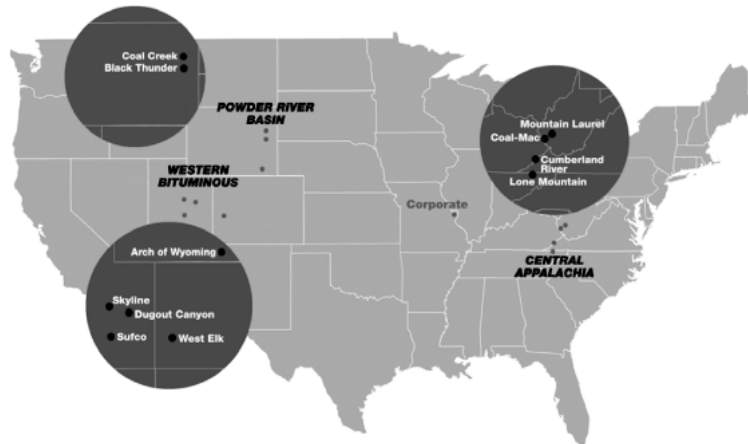 Coal Creek
Black Thunder
POWDER RIVER
BASIN
Mountain Laurel
Coal-Mac
Cumberland
River
Lone Mountain
WESTERN
BITUMINOUS
Corporate
Arch of Wyoming
CENTRAL
APPALACHIA
Skyline
Dugout Canyon
Sufco
West Elk